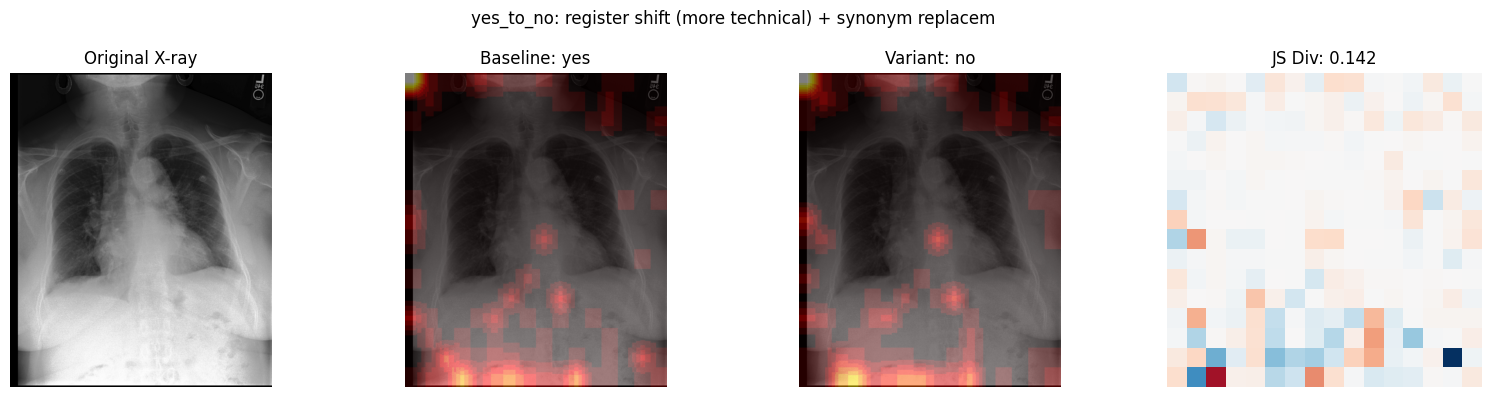 yes_to_no: register shift (more technical) + synonym replacem
Original X-ray
Baseline: yes
Variant: no
JS Div: 0.142